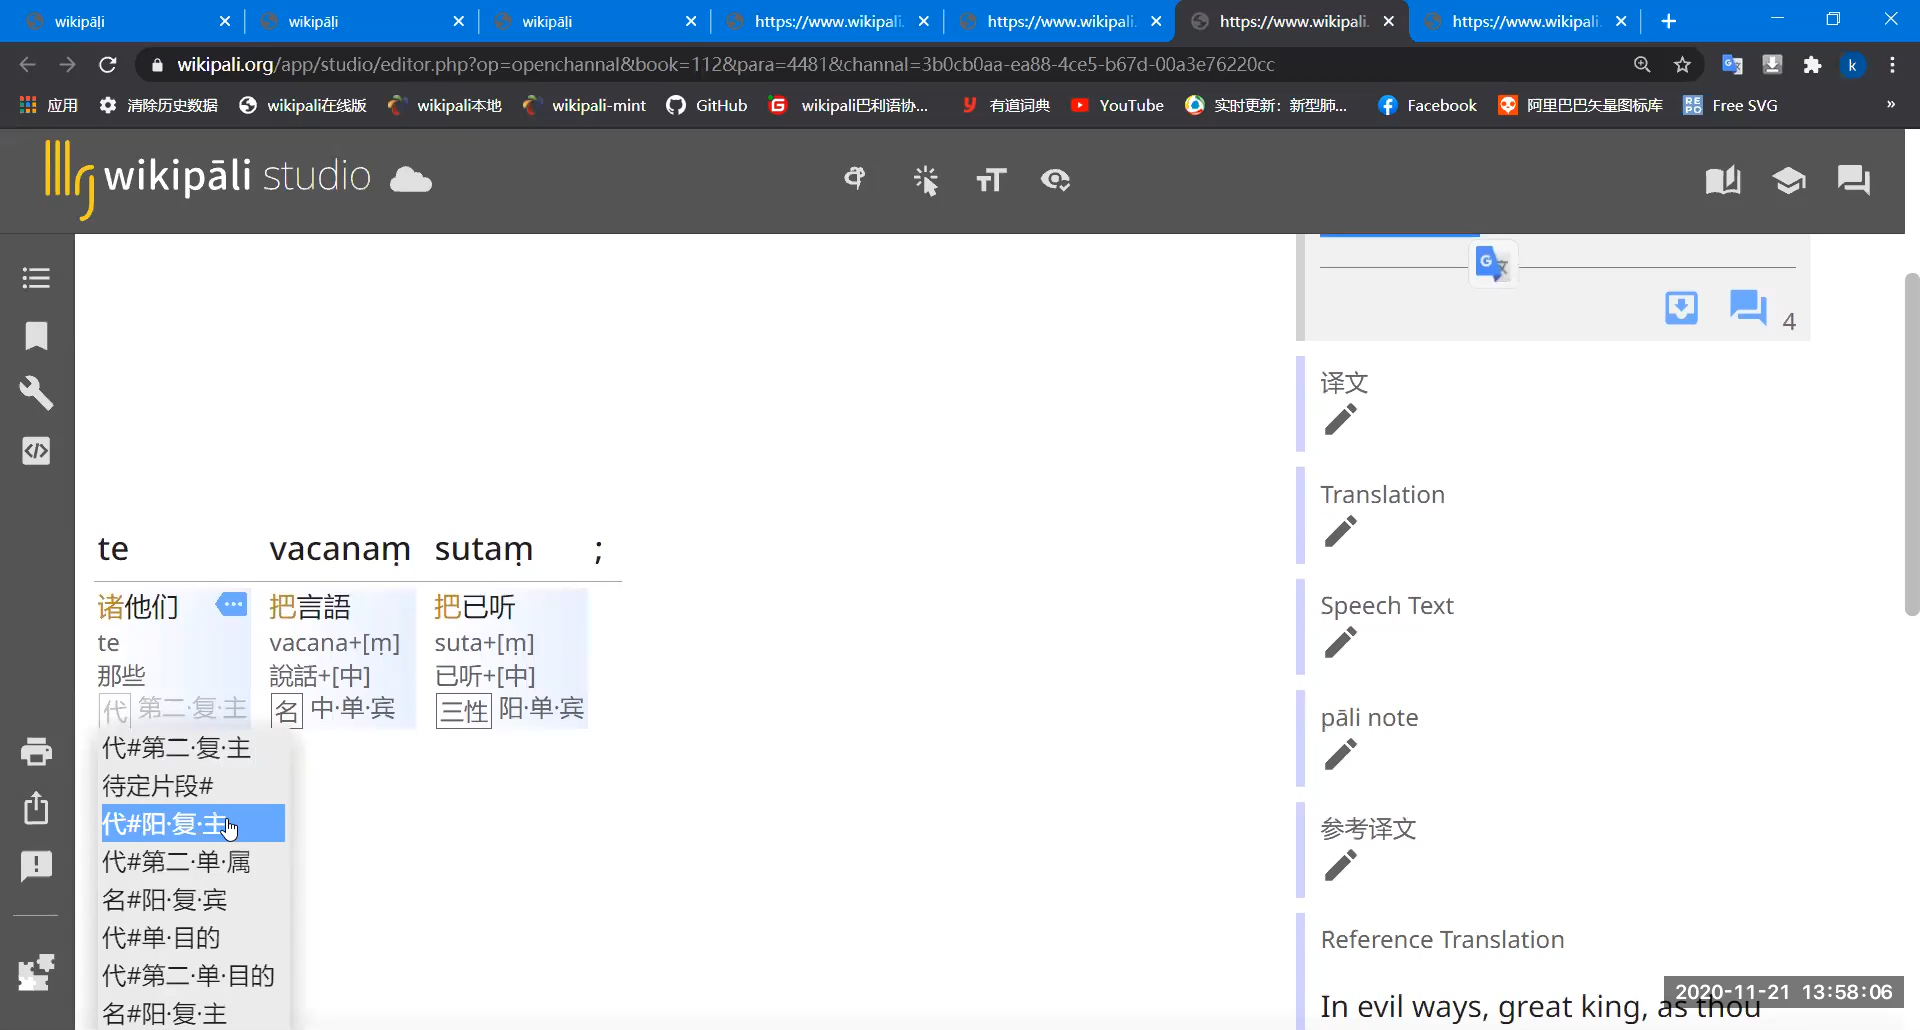 wikipāli
wikipāli
wikipāli
https://www.wikipali.
https://www.wikipali.
https://www.wikipali.
https://www.wikipali.
wikipali.org/app/studio/editor.php?op=openchannal&book=112&para=4481&channal=3b0cb0aa-ea88-4ce5-b67d-00a3e76220cc
k
应用
清除历史数据
wikipali在线版
wikipali本地
wikipali-mint
GitHub
wikipali巴利语协...
有道词典
YouTube
实时更新：新型肺...
Facebook
阿里巴巴矢量图标库
Free SVG
»
wikipāli studio
te vacanaṃ sutaṃ ;
诸他们 把言語 把已听
te vacana+[ṃ] suta+[ṃ]
那些 說話+[中] 已听+[中]
代 第二·复·主 名 中·单·宾 三性 阳·单·宾
代#第二·复·主
待定片段#
代#阳·复·主
代#第二·单·属
名#阳·复·宾
代#单·目的
代#第二·单·目的
名#阳·复·主
4
译文
Translation
Speech Text
pāli note
参考译文
Reference Translation
In evil ways, great king, as thou
2020-11-21 13:58:06